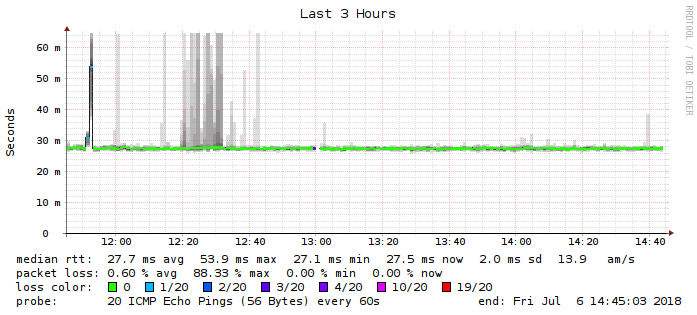 Last 3 Hours
RRDTOOL / TOBI OETIKER
Seconds
60 m
50 m
40 m
30 m
20 m
10 m
0
12:00 12:20 12:40 13:00 13:20 13:40 14:00 14:20 14:40
median rtt: 27.7 ms avg 53.9 ms max 27.1 ms min 27.5 ms now 2.0 ms sd 13.9 am/s
packet loss: 0.60 % avg 88.33 % max 0.00 % min 0.00 % now
loss color: 0 1/20 2/20 3/20 4/20 10/20 19/20
probe: 20 ICMP Echo Pings (56 Bytes) every 60s end: Fri Jul 6 14:45:03 2018